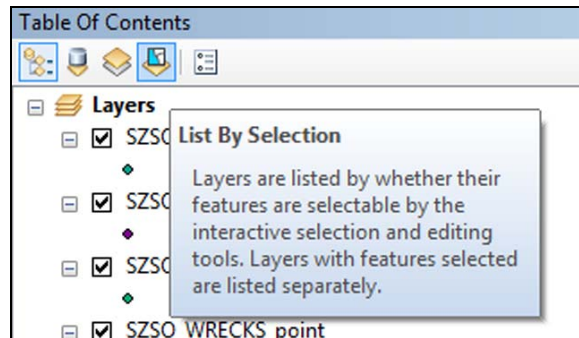 Table Of Contents
Layers
SZSO
List By Selection
Layers are listed by whether their
features are selectable by the
interactive selection and editing
tools. Layers with features selected
are listed separately.
SZSO
SZSO
SZSO_WRECKS_point